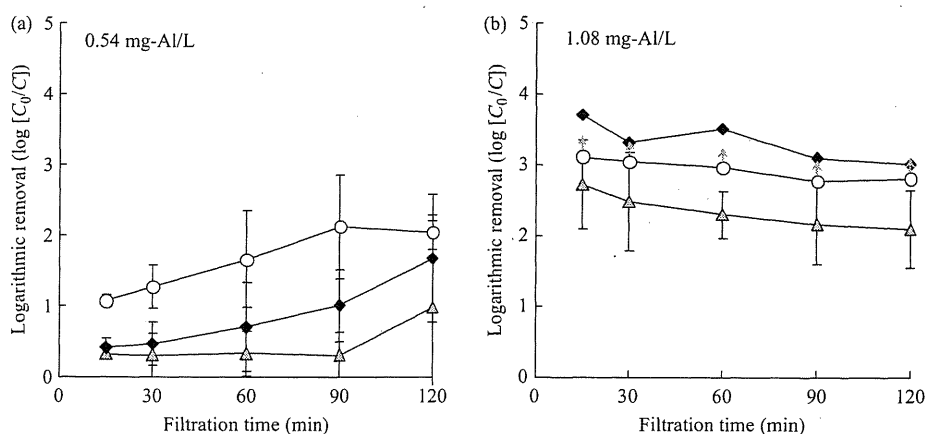 (a)
0.54 mg-Al/L
Logarithmic removal (log [C₀/C])
5
4
3
2
1
0
0
30
60
90
120
Filtration time (min)
(b)
1.08 mg-Al/L
Logarithmic removal (log [C₀/C])
5
4
3
2
1
0
0
30
60
90
120
Filtration time (min)